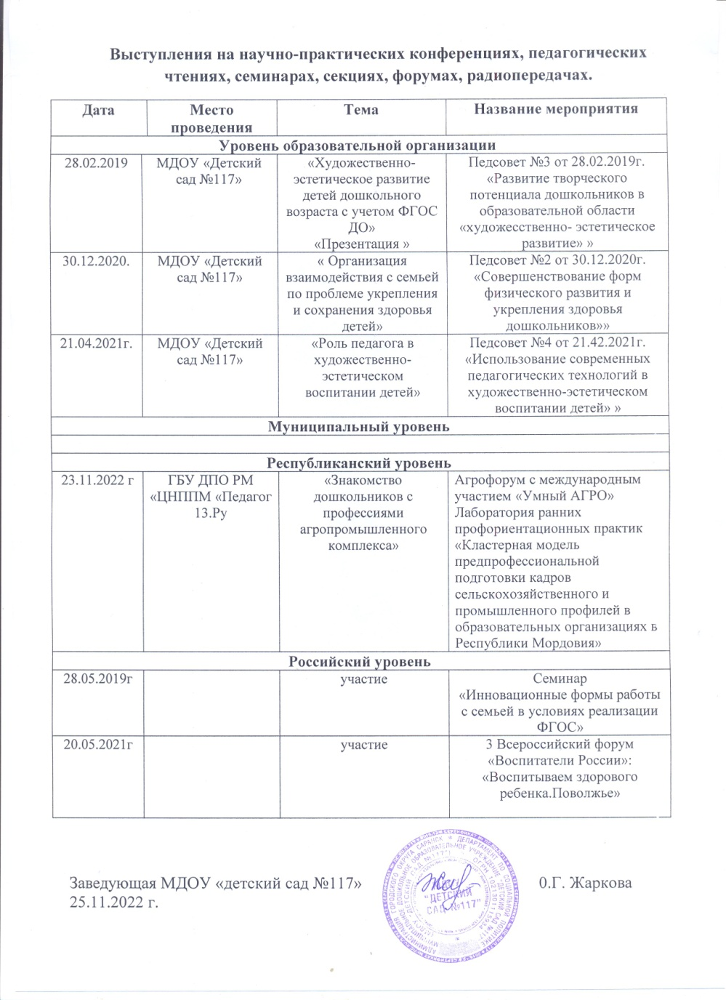 Выступления на научно-практических конференциях, педагогических
чтениях, семинарах, секциях, форумах, радиопередачах.
Дата
Место
проведения
Тема
Название мероприятия
Уровень образовательной организации
28.02.2019
МДОУ «Детский
сад №117»
«Художественно-
эстетическое развитие
детей дошкольного
возраста с учетом ФГОС
ДО»
«Презентация »
Педсовет №3 от 28.02.2019г.
«Развитие творческого
потенциала дошкольников в
образовательной области
«художесственно- эстетическое
развитие» »
30.12.2020.
МДОУ «Детский
сад №117»
« Организация
взаимодействия с семьей
по проблеме укрепления
и сохранения здоровья
детей»
Педсовет №2 от 30.12.2020г.
«Совершенствование форм
физического развития и
укрепления здоровья
дошкольников»»
21.04.2021г.
МДОУ «Детский
сад №117»
«Роль педагога в
художественно-
эстетическом
воспитании детей»
Педсовет №4 от 21.42.2021г.
«Использование современных
педагогических технологий в
художественно-эстетическом
воспитании детей» »
Муниципальный уровень
Республиканский уровень
23.11.2022 г
ГБУ ДПО РМ
«ЦНППМ «Педагог
13.Ру
«Знакомство
дошкольников с
профессиями
агропромышленного
комплекса»
Агрофорум с международным
участием «Умный АГРО»
Лаборатория ранних
профориентационных практик
«Кластерная модель
предпрофессиональной
подготовки кадров
сельскохозяйственного и
промышленного профилей в
образовательных организациях в
Республики Мордовия»
Российский уровень
28.05.2019г
участие
Семинар
«Инновационные формы работы
с семьей в условиях реализации
ФГОС»
20.05.2021г
участие
3 Всероссийский форум
«Воспитатели России»:
«Воспитываем здорового
ребенка.Поволжье»
Заведующая МДОУ «детский сад №117»
25.11.2022 г.
0.Г. Жаркова
АДМИНИСТРАЦИЯ ГОРОДСКОГО ОКРУГА САРАНСК * ДЕПАРТАМЕНТ ПО СОЦИАЛЬНОЙ ПОЛИТИКЕ
"ДЕТСКИЙ
САД №117"